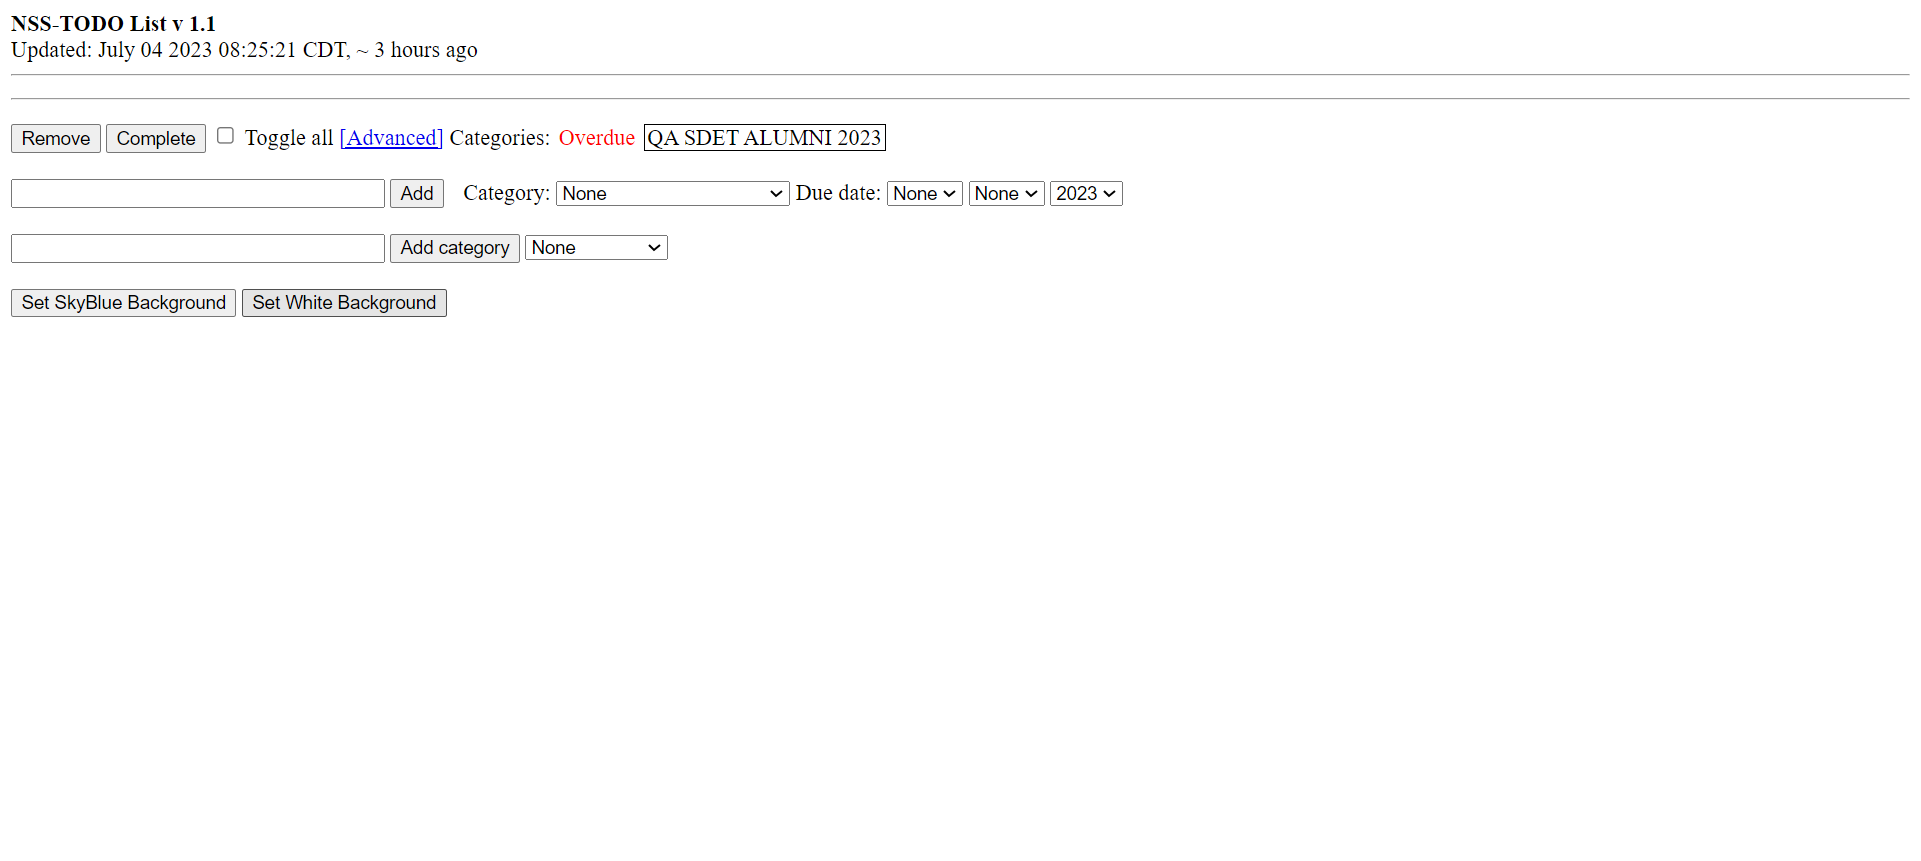 NSS-TODO List v 1.1
Updated: July 04 2023 08:25:21 CDT, ~ 3 hours ago
Remove Complete Toggle all [Advanced] Categories: Overdue QA SDET ALUMNI 2023
Add Category: None Due date: None None 2023
Add category None
Set SkyBlue Background Set White Background